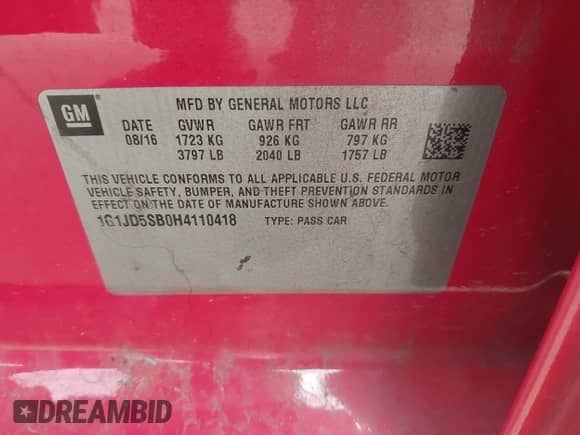 GM
MFD BY GENERAL MOTORS LLC
DATE GVWR GAWR FRT GAWR RR
08/16 1723 KG 926 KG 797 KG
3797 LB 2040 LB 1757 LB
THIS VEHICLE CONFORMS TO ALL APPLICABLE U.S. FEDERAL MOTOR
VEHICLE SAFETY, BUMPER, AND THEFT PREVENTION STANDARDS IN
EFFECT ON THE DATE OF MANUFACTURE SHOWN ABOVE.
1G1JD5SB0H4110418 TYPE: PASS CAR
DREAMBID